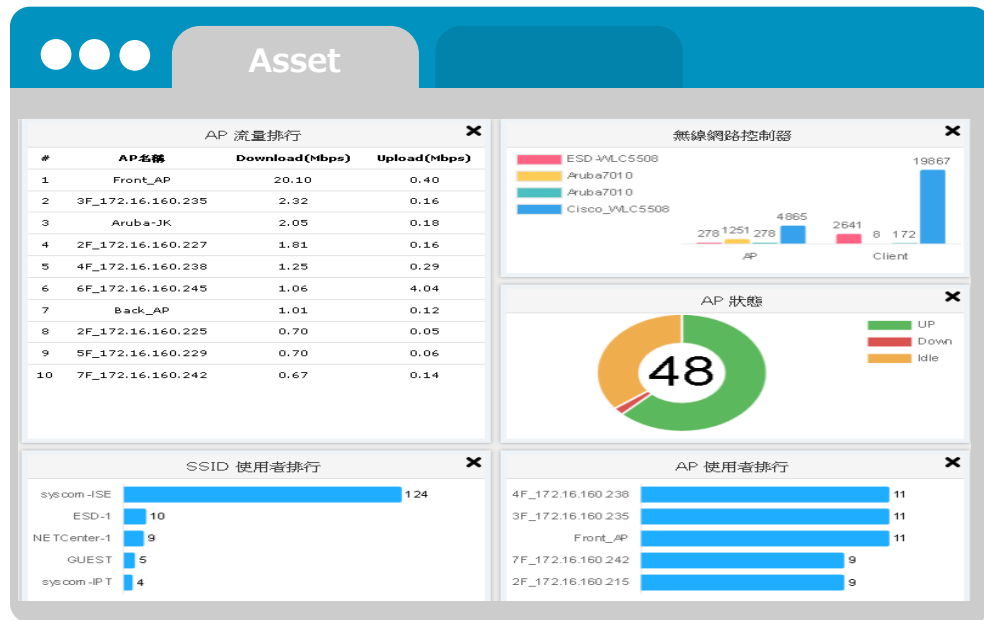 Asset
AP 流量排行
# AP名稱 Download(Mbps) Upload(Mbps)
1 Front_AP 20.10 0.40
2 3F_172.16.160.235 2.32 0.16
3 Aruba-JK 2.05 0.18
4 2F_172.16.160.227 1.81 0.16
5 4F_172.16.160.238 1.25 0.29
6 6F_172.16.160.245 1.06 4.04
7 Back_AP 1.01 0.12
8 2F_172.16.160.225 0.70 0.05
9 5F_172.16.160.229 0.70 0.06
10 7F_172.16.160.242 0.67 0.14
無線網路控制器
ESD-WLC5508
Aruba7010
Aruba7010
Cisco_WLC5508
278 1251 278 4865
2641 8 172 19867
AP Client
AP 狀態
48
UP
Down
Idle
SSID 使用者排行
syscom-ISE 124
ESD-1 10
NETCenter-1 9
GUEST 5
syscom-IPT 4
AP 使用者排行
4F_172.16.160.238 11
3F_172.16.160.235 11
Front_AP 11
7F_172.16.160.242 9
2F_172.16.160.215 9